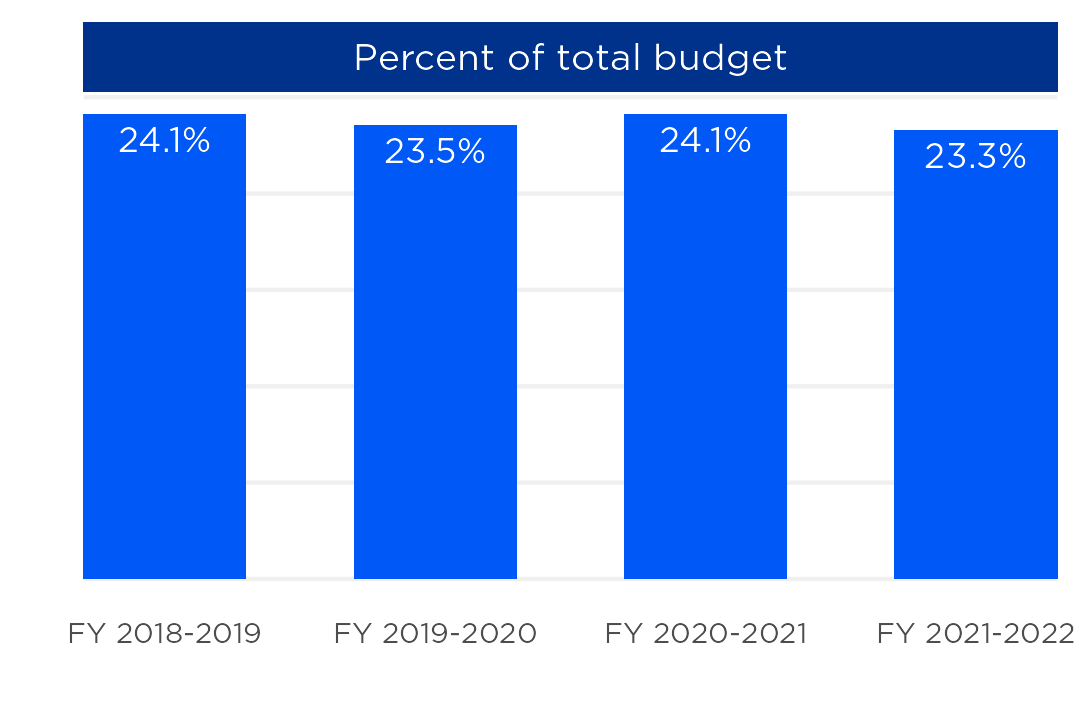 Percent of total budget
24.1%
23.5%
24.1%
23.3%
FY 2018-2019
FY 2019-2020
FY 2020-2021
FY 2021-2022